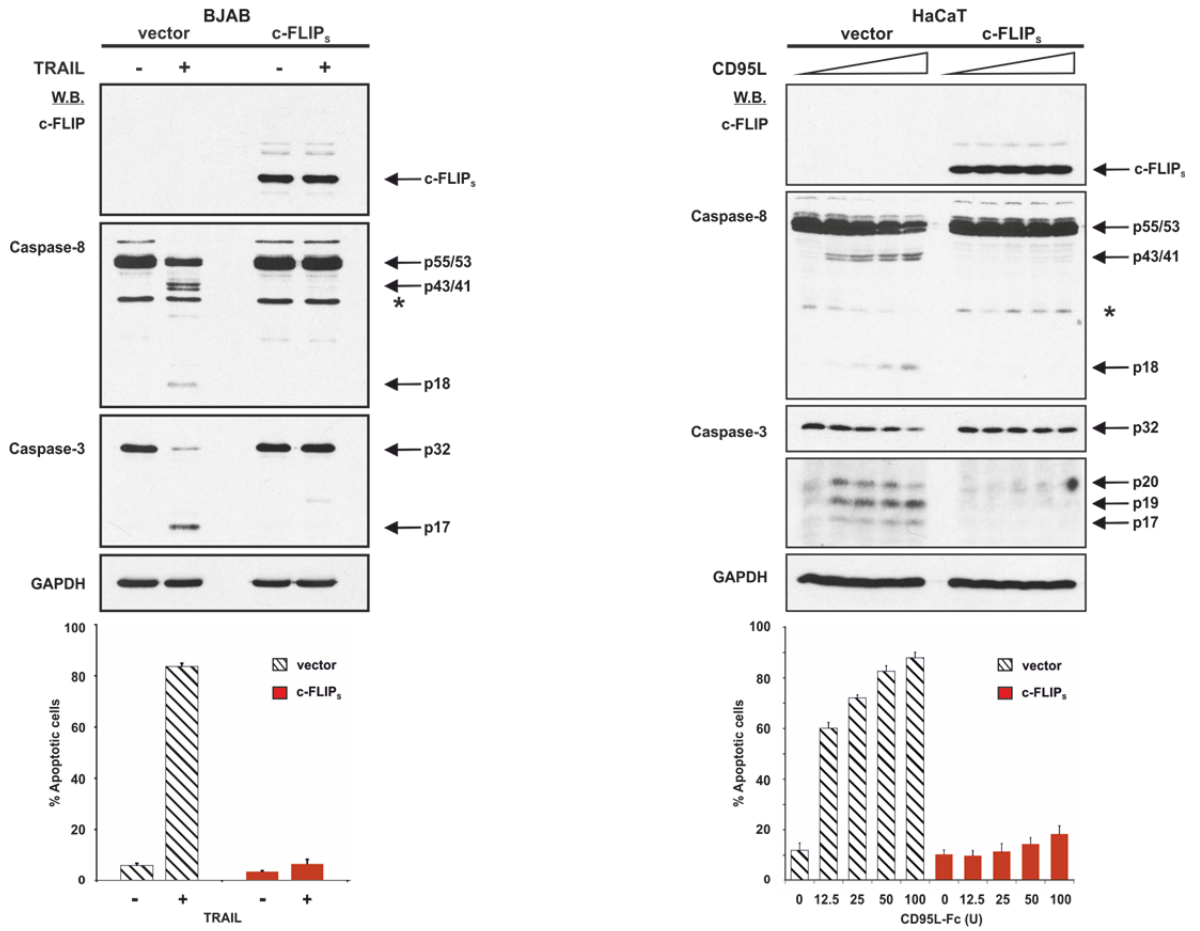 BJAB
vector c-FLIPs
TRAIL - + - +
W.B.
c-FLIP
c-FLIPs
Caspase-8
p55/53
p43/41
*
p18
Caspase-3
p32
p17
GAPDH
100
80
60
40
20
0
% Apoptotic cells
vector
c-FLIPs
- + - +
TRAIL
HaCaT
vector c-FLIPs
CD95L
W.B.
c-FLIP
c-FLIPs
Caspase-8
p55/53
p43/41
*
p18
Caspase-3
p32
p20
p19
p17
GAPDH
100
80
60
40
20
0
% Apoptotic cells
vector
c-FLIPs
0 12.5 25 50 100 0 12.5 25 50 100
CD95L-Fc (U)